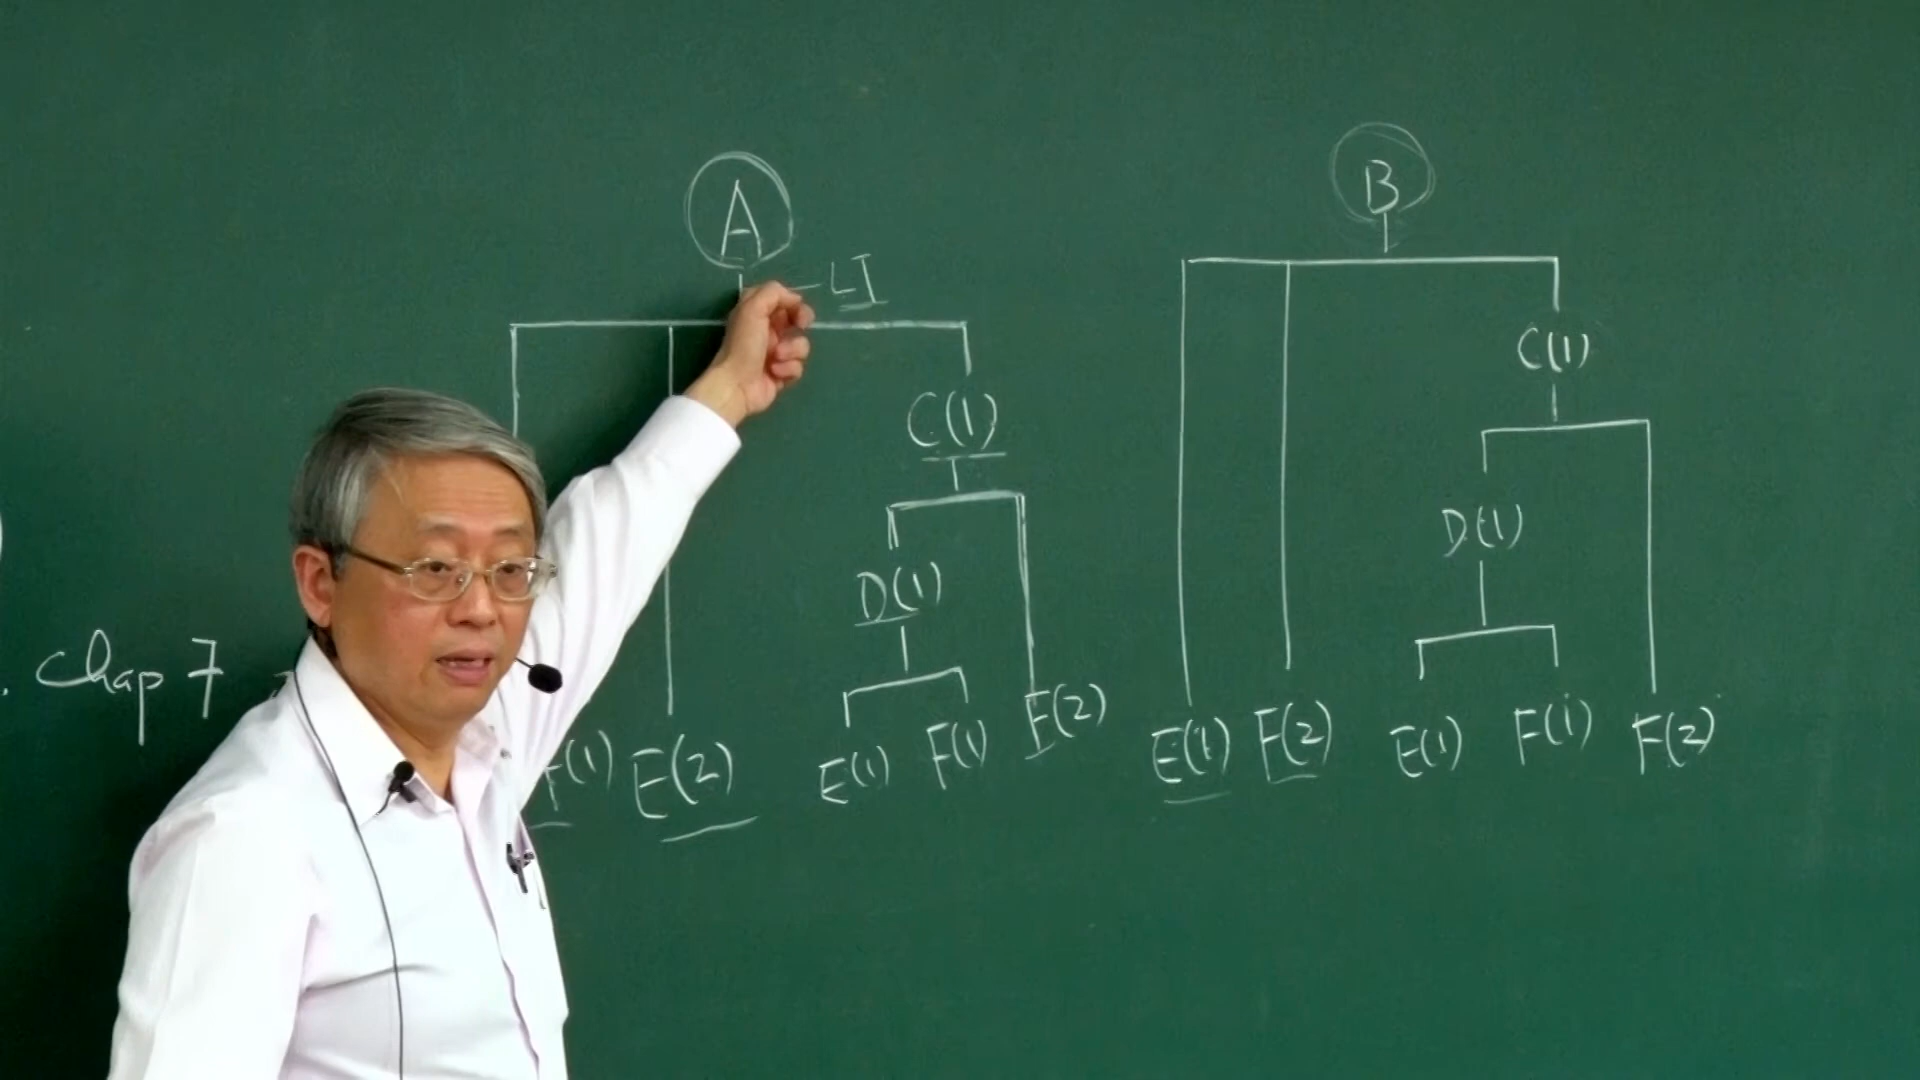 A
LT
C(1)
D(1)
F(1) E(2) E(1) F(1) F(2)
B
C(1)
D(1)
E(1) F(2) E(1) F(1) F(2)
. Chap 7